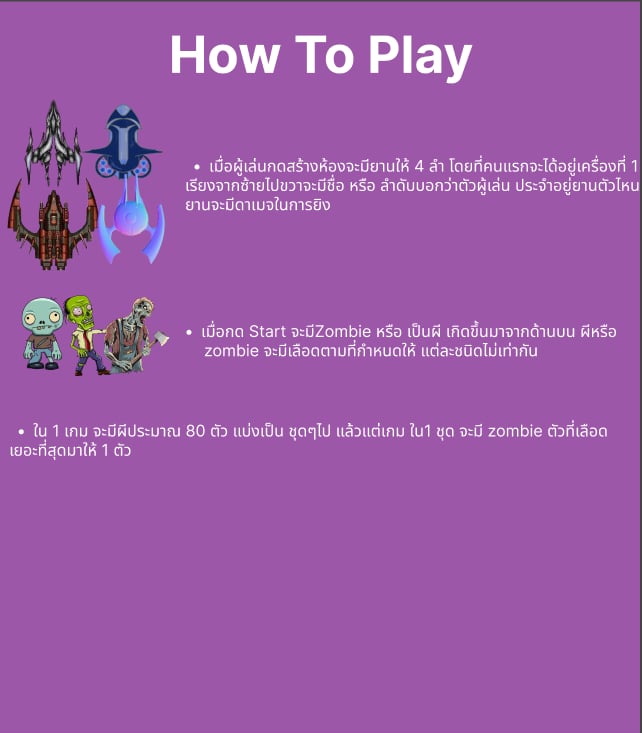 How To Play
• เมื่อผู้เล่นกดสร้างห้องจะมียานให้ 4 ลำ โดยที่คนแรกจะได้อยู่เครื่องที่ 1
เรียงจากซ้ายไปขวาจะมีชื่อ หรือ ลำดับบอกว่าตัวผู้เล่น ประจำอยู่ยานตัวไหน
ยานจะมีดาเมจในการยิง
• เมื่อกด Start จะมีZombie หรือ เป็นผี เกิดขึ้นมาจากด้านบน ผีหรือ
zombie จะมีเลือดตามที่กำหนดให้ แต่ละชนิดไม่เท่ากัน
• ใน 1 เกม จะมีผีประมาณ 80 ตัว แบ่งเป็น ชุดๆไป แล้วแต่เกม ใน1 ชุด จะมี zombie ตัวที่เลือด
เยอะที่สุดมาให้ 1 ตัว